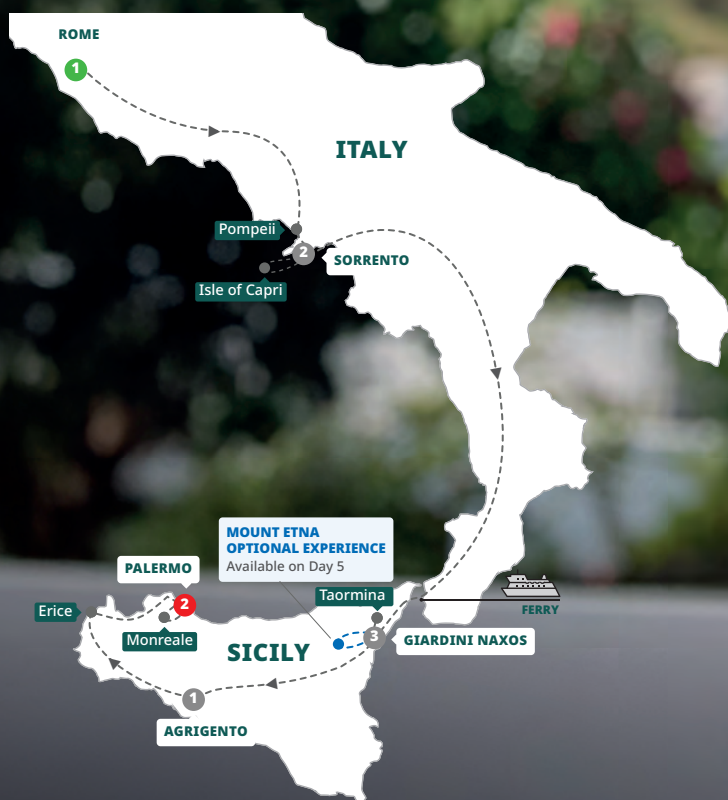 ROME
1
ITALY
Pompeii
2
SORRENTO
Isle of Capri
MOUNT ETNA
OPTIONAL EXPERIENCE
Available on Day 5
PALERMO
Taormina
FERRY
Erice
2
Monreale
SICILY
3
GIARDINI NAXOS
1
AGRIGENTO